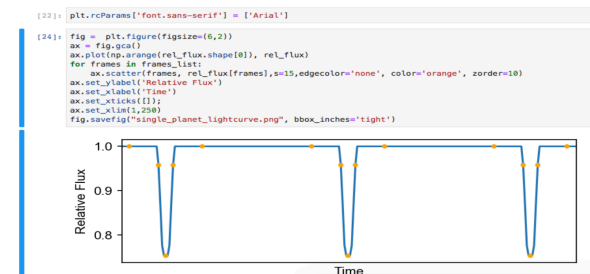 [22]: plt.rcParams['font.sans-serif'] = ['Arial']
[24]: fig =  plt.figure(figsize=(6,2))
ax = fig.gca()
ax.plot(np.arange(rel_flux.shape[0]), rel_flux)
for frames in frames_list:
    ax.scatter(frames, rel_flux[frames],s=15,edgecolor='none', color='orange', zorder=10)
ax.set_ylabel('Relative Flux')
ax.set_xlabel('Time')
ax.set_xticks([]);
ax.set_xlim(1,250)
fig.savefig("single_planet_lightcurve.png", bbox_inches='tight')
1.0
0.9
0.8
Relative Flux
Time